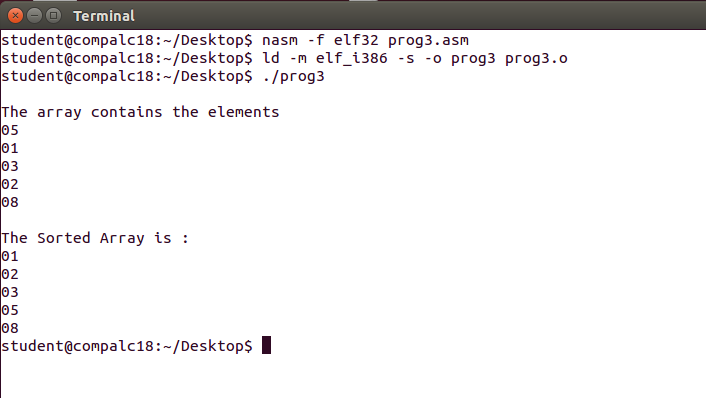 Terminal
student@compalc18:~/Desktop$ nasm -f elf32 prog3.asm
student@compalc18:~/Desktop$ ld -m elf_i386 -s -o prog3 prog3.o
student@compalc18:~/Desktop$ ./prog3
The array contains the elements
05
01
03
02
08
The Sorted Array is :
01
02
03
05
08
student@compalc18:~/Desktop$